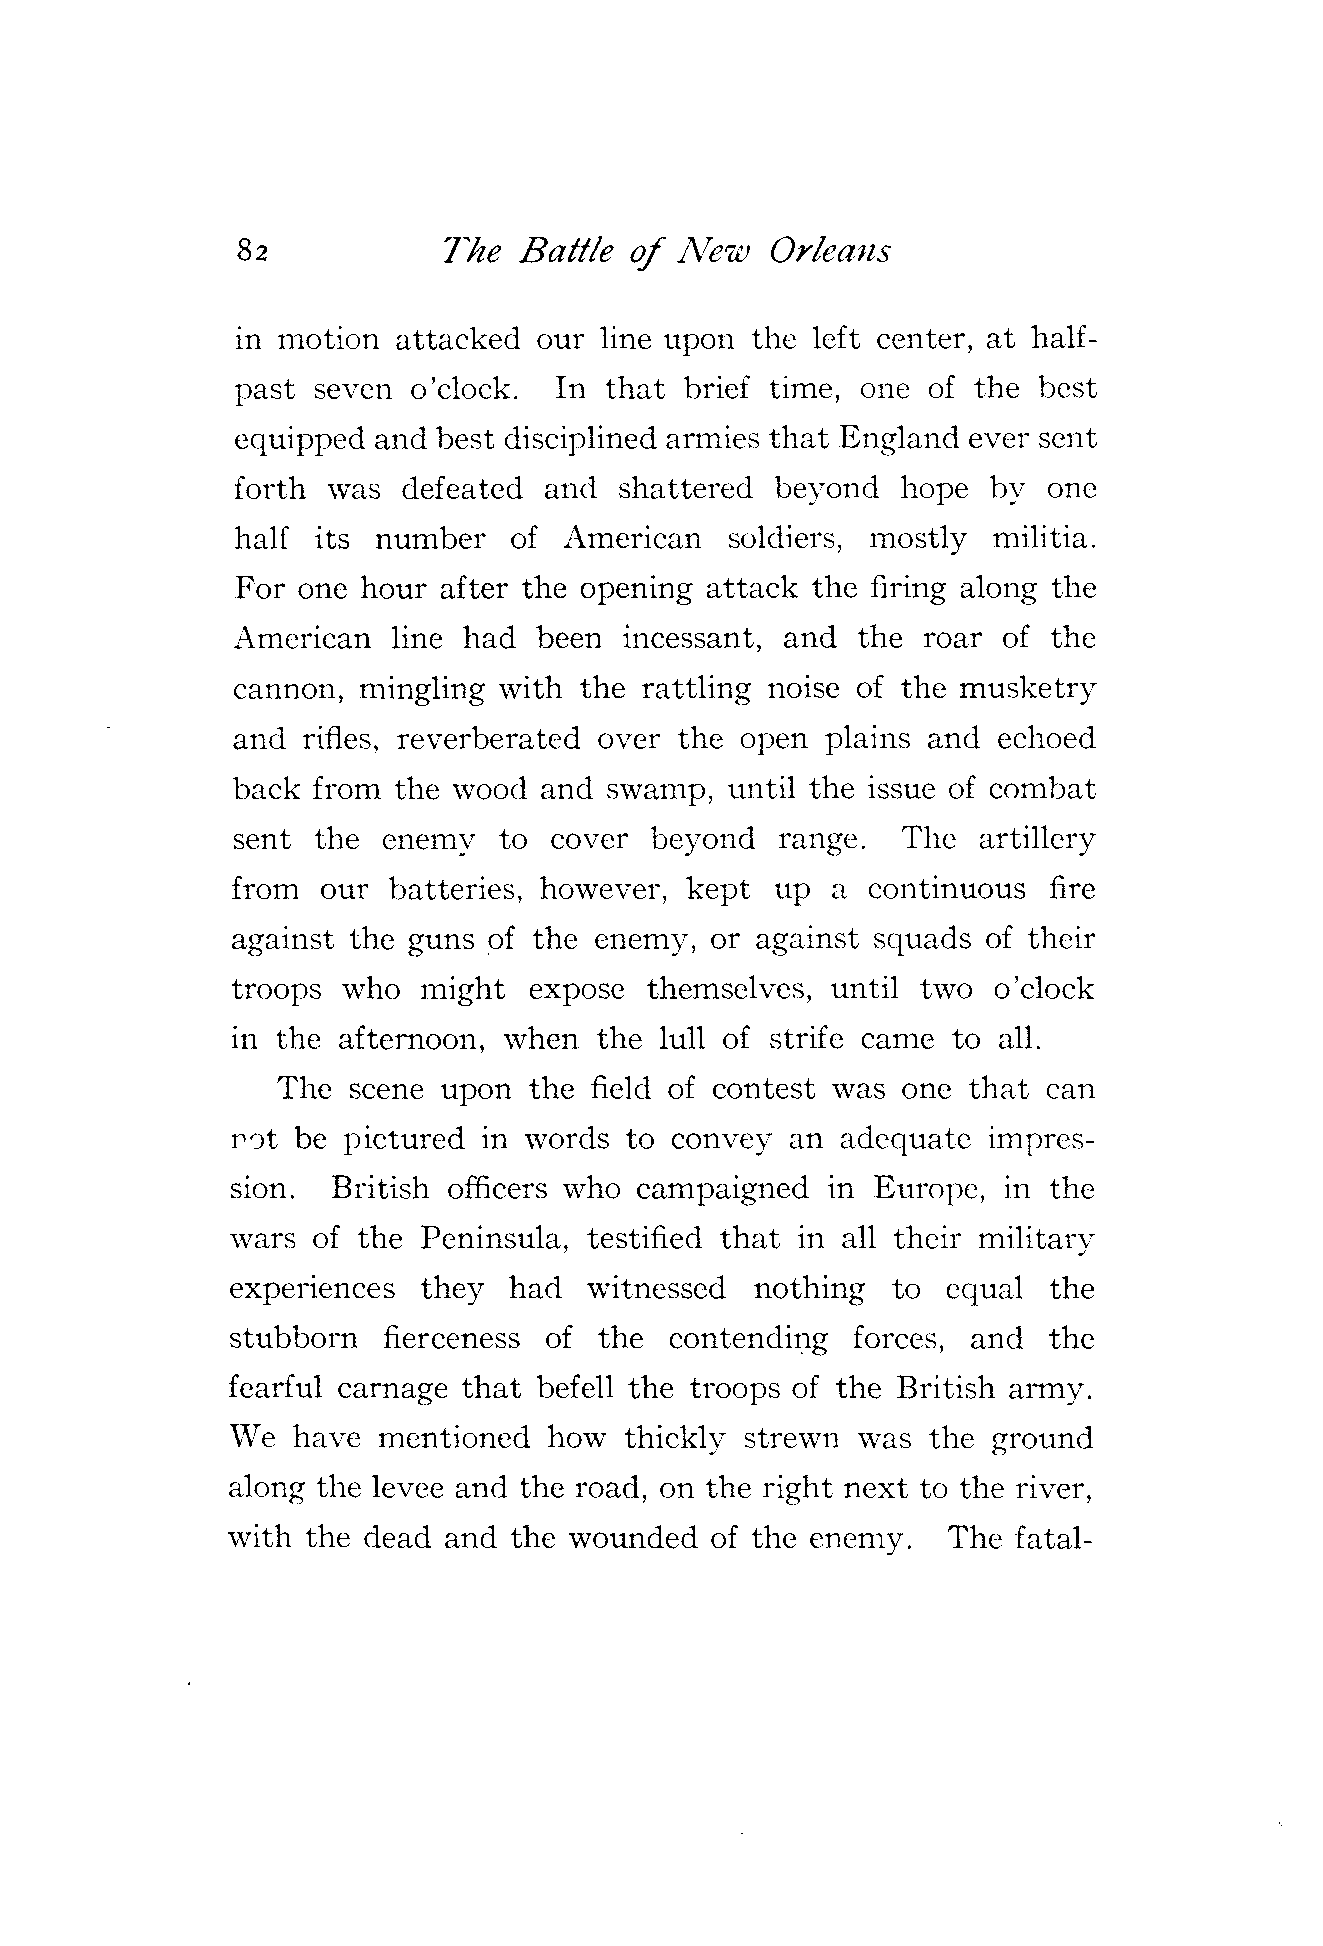 82 The Battle of New Orleans
in motion attacked our line upon the left center, at half-
past seven o'clock. In that brief time, one of the best
equipped and best disciplined armies that England ever sent
forth was defeated and shattered beyond hope by one
half its number of American soldiers, mostly militia.
For one hour after the opening attack the firing along the
American line had been incessant, and the roar of the
cannon, mingling with the rattling noise of the musketry
and rifles, reverberated over the open plains and echoed
back from the wood and swamp, until the issue of combat
sent the enemy to cover beyond range. The artillery
from our batteries, however, kept up a continuous fire
against the guns of the enemy, or against squads of their
troops who might expose themselves, until two o'clock
in the afternoon, when the lull of strife came to all.
The scene upon the field of contest was one that can
not be pictured in words to convey an adequate impres-
sion. British officers who campaigned in Europe, in the
wars of the Peninsula, testified that in all their military
experiences they had witnessed nothing to equal the
stubborn fierceness of the contending forces, and the
fearful carnage that befell the troops of the British army.
We have mentioned how thickly strewn was the ground
along the levee and the road, on the right next to the river,
with the dead and the wounded of the enemy. The fatal-